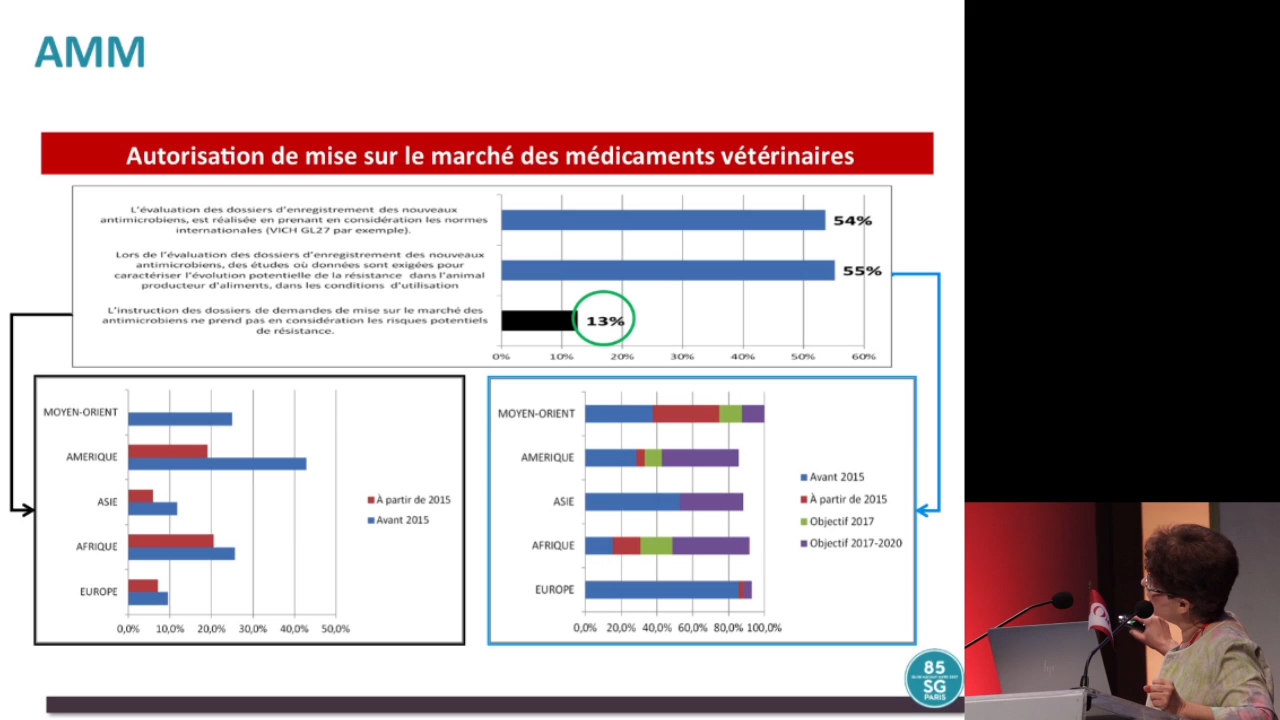 AMM
Autorisation de mise sur le marché des médicaments vétérinaires
L'évaluation des dossiers d'enregistrement des nouveaux
antimicrobiens, est réalisée en prenant en considération les normes
internationales (VICH GL27 par exemple).
54%
Lors de l'évaluation des dossiers d'enregistrement des nouveaux
antimicrobiens, des études où données sont exigées pour
caractériser l'évolution potentielle de la résistance dans l'animal
producteur d'aliments, dans les conditions d'utilisation
55%
L'instruction des dossiers de demandes de mise sur le marché des
antimicrobiens ne prend pas en considération les risques potentiels
de résistance.
13%
0% 10% 20% 30% 40% 50% 60%
MOYEN-ORIENT
AMERIQUE
ASIE
AFRIQUE
EUROPE
0,0% 10,0% 20,0% 30,0% 40,0% 50,0%
À partir de 2015
Avant 2015
MOYEN-ORIENT
AMERIQUE
ASIE
AFRIQUE
EUROPE
0,0% 20,0% 40,0% 60,0% 80,0% 100,0%
Avant 2015
À partir de 2015
Objectif 2017
Objectif 2017-2020
85
SG
PARIS
hp